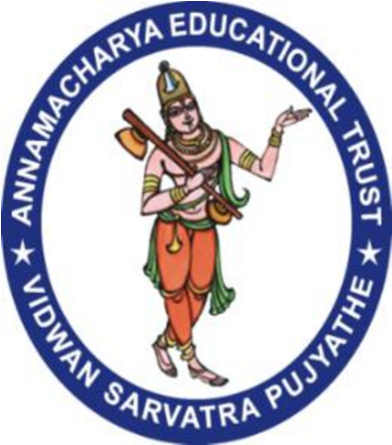 ANNAMACHARYA EDUCATIONAL TRUST
VIDWAN SARVATRA PUJYATHE